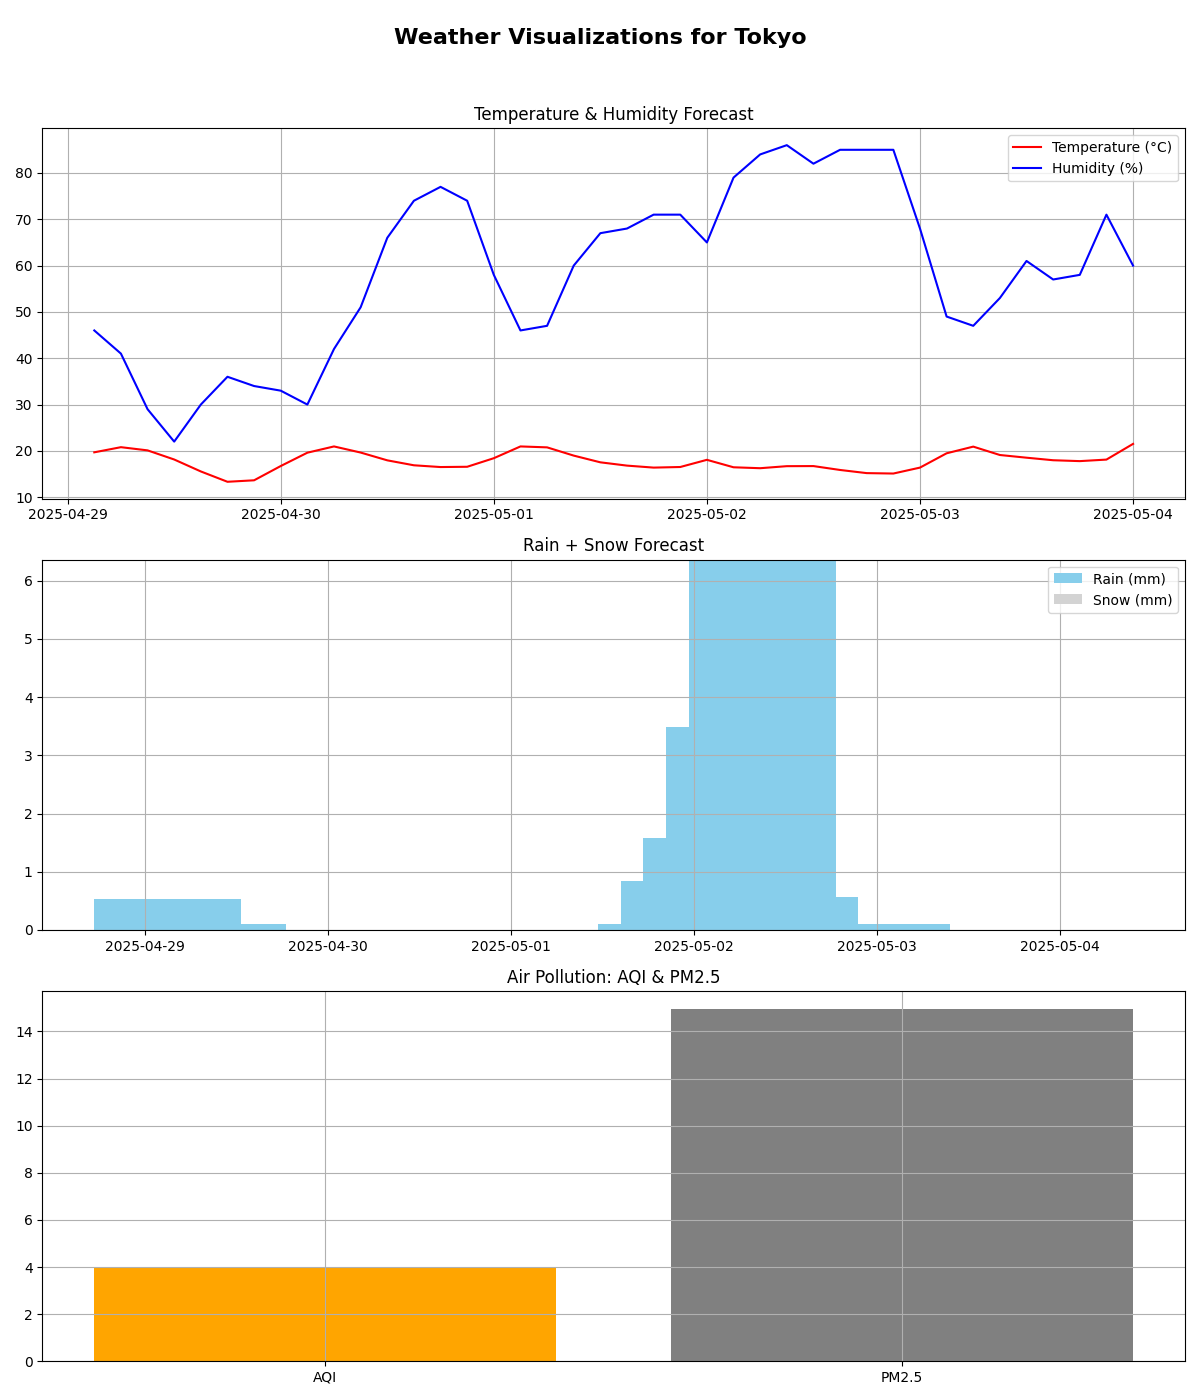 Weather Visualizations for Tokyo
Temperature & Humidity Forecast
Temperature (°C)
Humidity (%)
80
70
60
50
40
30
20
10
2025-04-29 2025-04-30 2025-05-01 2025-05-02 2025-05-03 2025-05-04
Rain + Snow Forecast
Rain (mm)
Snow (mm)
6
5
4
3
2
1
0
2025-04-29 2025-04-30 2025-05-01 2025-05-02 2025-05-03 2025-05-04
Air Pollution: AQI & PM2.5
14
12
10
8
6
4
2
0
AQI PM2.5